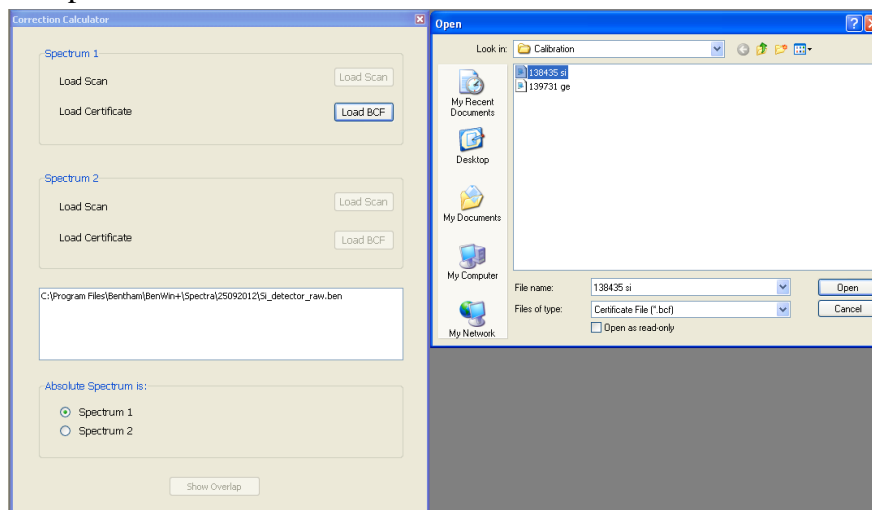 Correction Calculator
Spectrum 1
Load Scan
Load Scan
Load Certificate
Load BCF
Spectrum 2
Load Scan
Load Scan
Load Certificate
Load BCF
C:\Program Files\Bentham\BenWin+\Spectra\25092012\Si_detector_raw.ben
Absolute Spectrum is:
Spectrum 1
Spectrum 2
Show Overlap
Open
Look in:
Calibration
138435 si
139731 ge
My Recent
Documents
Desktop
My Documents
My Computer
My Network
File name:
138435 si
Open
Files of type:
Certificate File (*.bcf)
Cancel
Open as read-only